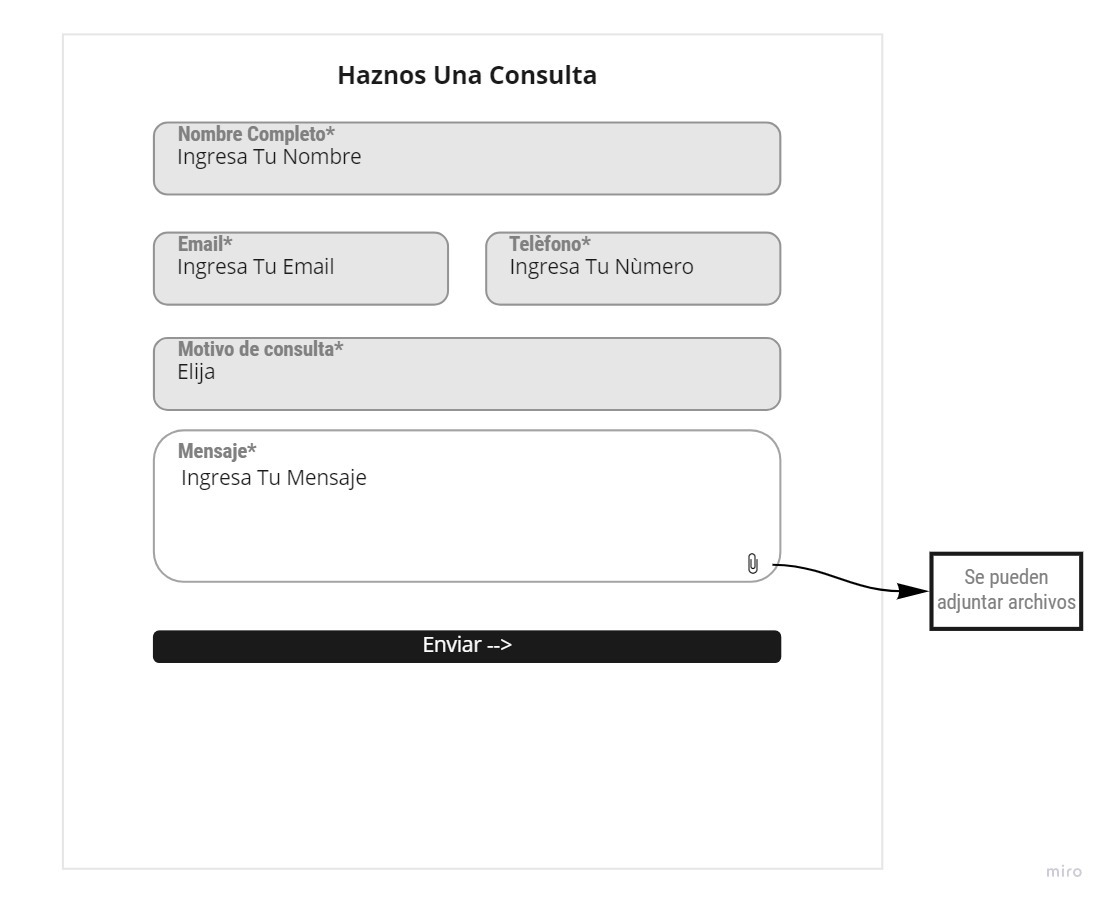 Haznos Una Consulta
Nombre Completo*
Ingresa Tu Nombre
Email*
Ingresa Tu Email
Telèfono*
Ingresa Tu Nùmero
Motivo de consulta*
Elija
Mensaje*
Ingresa Tu Mensaje
Se pueden
adjuntar archivos
Enviar -->
miro